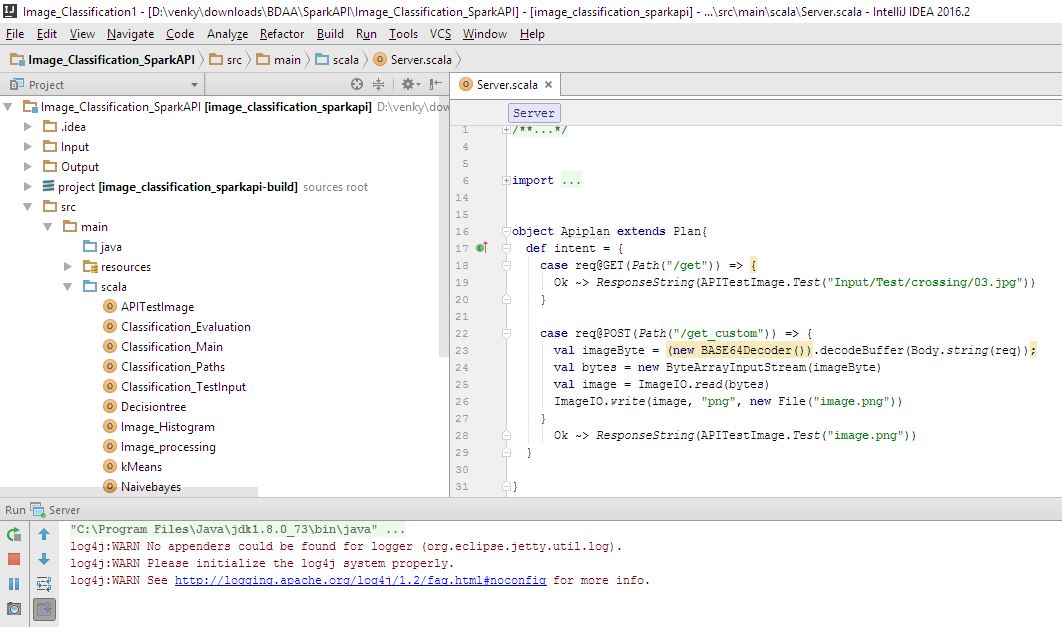 Image_Classification1 - [D:\venky\downloads\BDAA\SparkAPI\Image_Classification_SparkAPI] - [image_classification_sparkapi] - ...\src\main\scala\Server.scala - IntelliJ IDEA 2016.2
File Edit View Navigate Code Analyze Refactor Build Run Tools VCS Window Help
Image_Classification_SparkAPI src main scala Server.scala
Project
Server.scala
Image_Classification_SparkAPI [image_classification_sparkapi] D:\venky\dow
.idea
Input
Output
project [image_classification_sparkapi-build] sources root
src
main
java
resources
scala
APITestImage
Classification_Evaluation
Classification_Main
Classification_Paths
Classification_TestInput
Decisiontree
Image_Histogram
Image_processing
kMeans
Naivebayes
Server
1 /**...*/
4
5
6 import ...
14
15
16 object Apiplan extends Plan{
17 def intent = {
18 case req@GET(Path("/get")) => {
19 Ok ~> ResponseString(APITestImage.Test("Input/Test/crossing/03.jpg"))
20 }
21
22 case req@POST(Path("/get_custom")) => {
23 val imageByte = (new BASE64Decoder()).decodeBuffer(Body.string(req));
24 val bytes = new ByteArrayInputStream(imageByte)
25 val image = ImageIO.read(bytes)
26 ImageIO.write(image, "png", new File("image.png"))
27 }
28 Ok ~> ResponseString(APITestImage.Test("image.png"))
29 }
30
31 }
Run Server
"C:\Program Files\Java\jdk1.8.0_73\bin\java" ...
log4j:WARN No appenders could be found for logger (org.eclipse.jetty.util.log).
log4j:WARN Please initialize the log4j system properly.
log4j:WARN See http://logging.apache.org/log4j/1.2/faq.html#noconfig for more info.